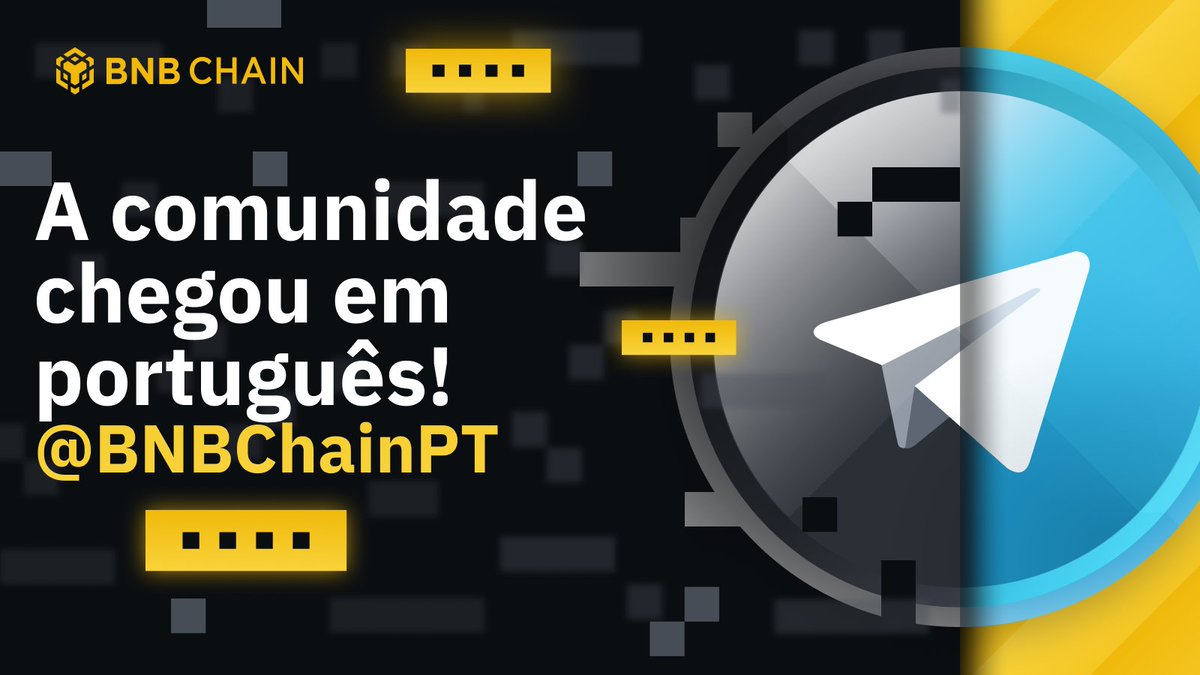 BNB CHAIN
A comunidade
chegou em
português!
@BNBChainPT